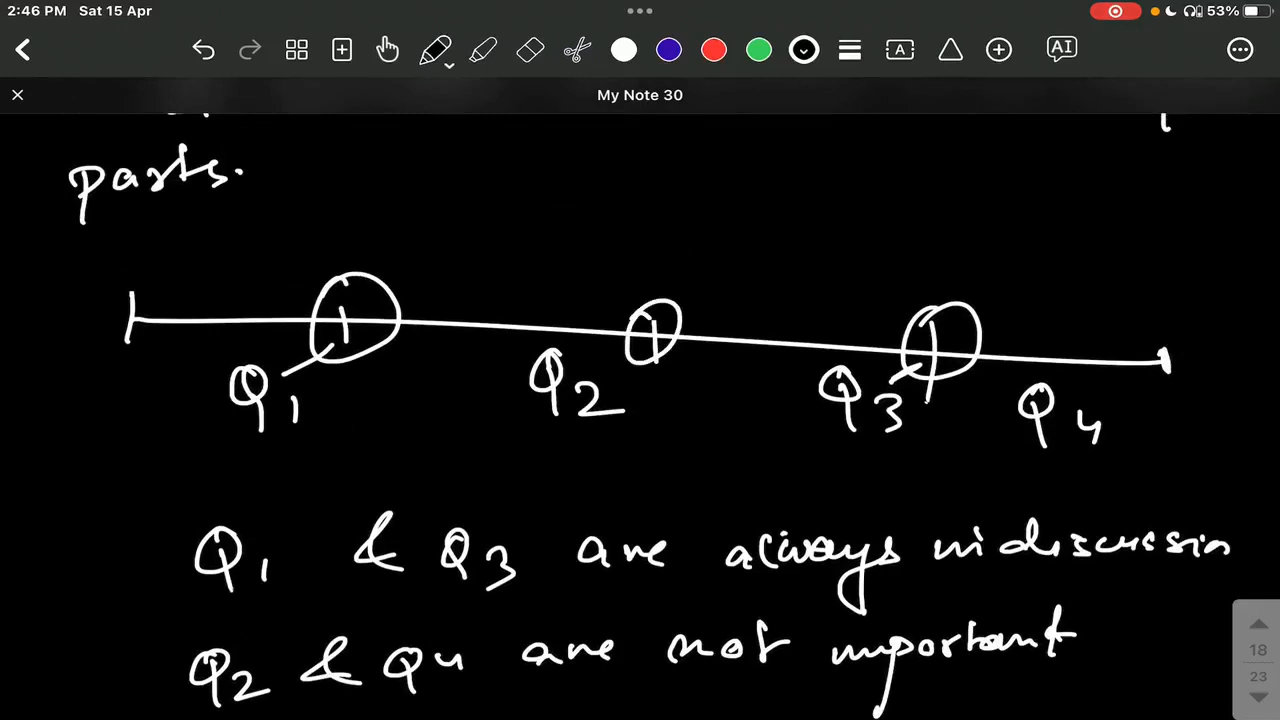 2:46 PM Sat 15 Apr
53%
A
AI
My Note 30
parts.
Q1 Q2 Q3 Q4
Q1 & Q3 are always in discussion
Q2 & Q4 are not important
18
23